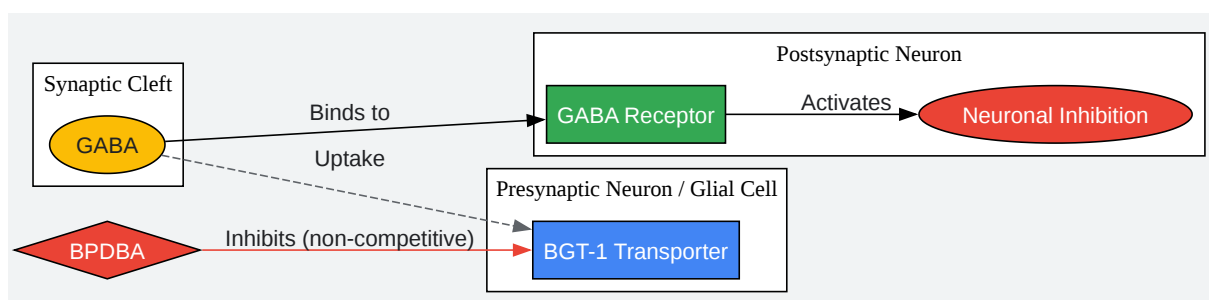 Postsynaptic Neuron
Synaptic Cleft
Binds to
GABA Receptor
Activates
Neuronal Inhibition
GABA
Uptake
Presynaptic Neuron / Glial Cell
BPDBA
Inhibits (non-competitive)
BGT-1 Transporter